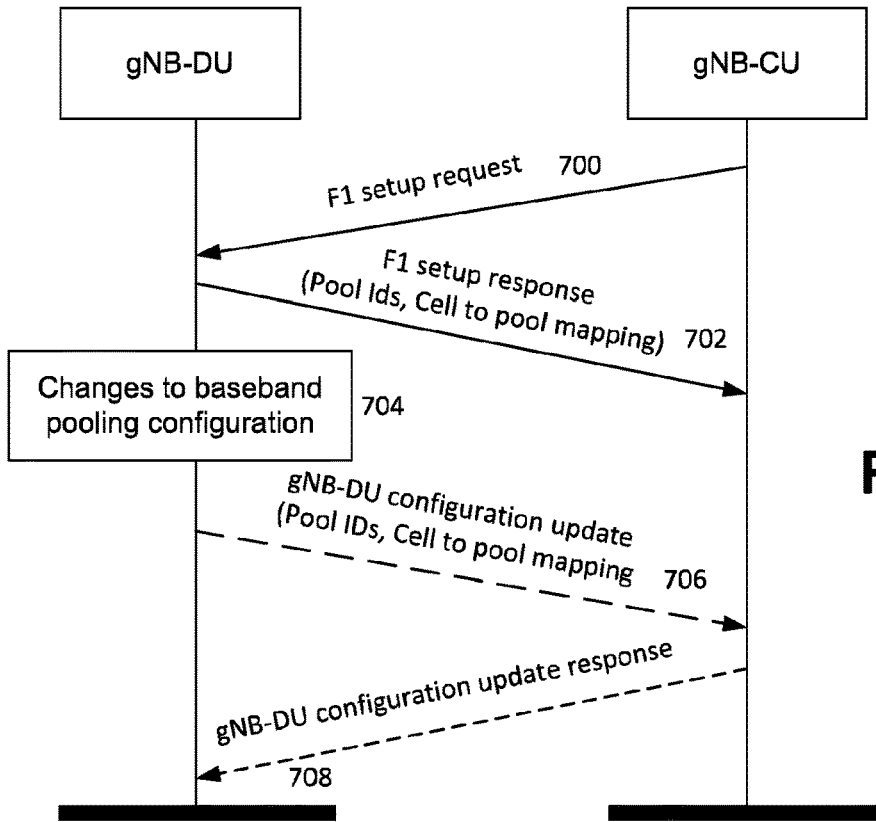 gNB-DU
gNB-CU
F1 setup request 700
F1 setup response
(Pool Ids, Cell to pool mapping) 702
Changes to baseband
pooling configuration
704
gNB-DU configuration update
(Pool IDs, Cell to pool mapping 706
gNB-DU configuration update response
708
F